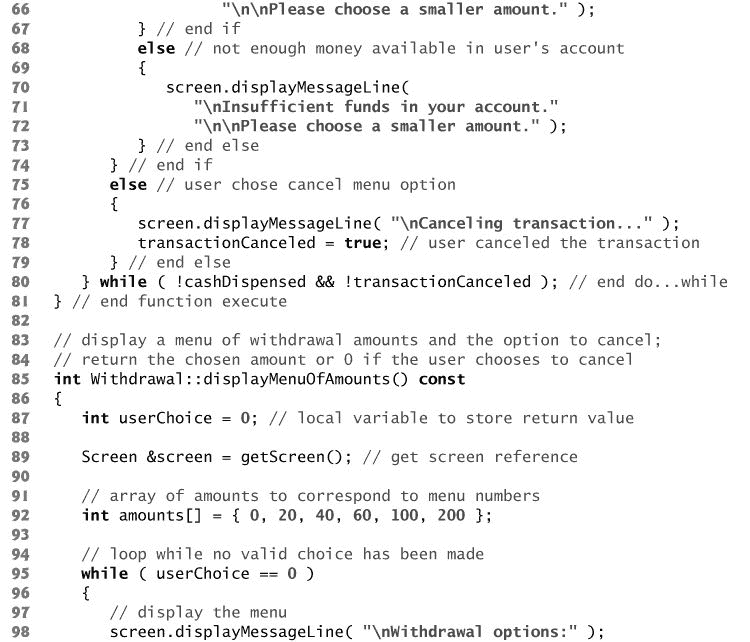 66                         "\n\nPlease choose a smaller amount." );
67             } // end if
68             else // not enough money available in user's account
69             {
70                screen.displayMessageLine(
71                   "\nInsufficient funds in your account."
72                   "\n\nPlease choose a smaller amount." );
73             } // end else
74          } // end if
75          else // user chose cancel menu option
76          {
77             screen.displayMessageLine( "\nCanceling transaction..." );
78             transactionCanceled = true; // user canceled the transaction
79          } // end else
80       } while ( !cashDispensed && !transactionCanceled ); // end do...while
81    } // end function execute
82
83    // display a menu of withdrawal amounts and the option to cancel;
84    // return the chosen amount or 0 if the user chooses to cancel
85    int Withdrawal::displayMenuOfAmounts() const
86    {
87       int userChoice = 0; // local variable to store return value
88
89       Screen &screen = getScreen(); // get screen reference
90
91       // array of amounts to correspond to menu numbers
92       int amounts[] = { 0, 20, 40, 60, 100, 200 };
93
94       // loop while no valid choice has been made
95       while ( userChoice == 0 )
96       {
97          // display the menu
98          screen.displayMessageLine( "\nWithdrawal options:" );